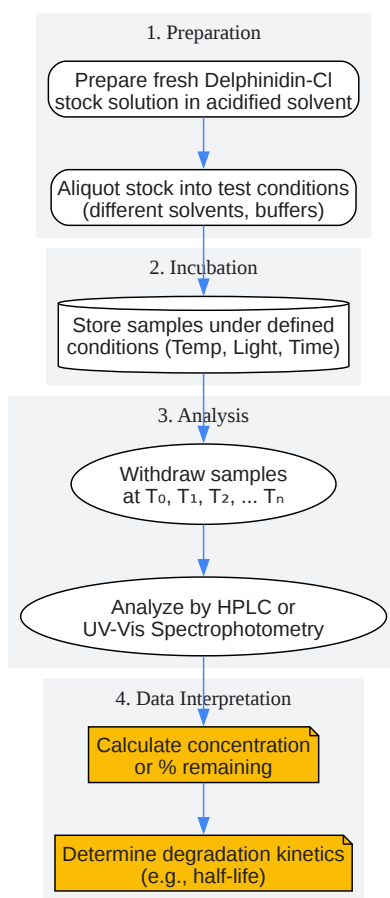 1. Preparation
Prepare fresh Delphinidin-Cl
stock solution in acidified solvent
Aliquot stock into test conditions
(different solvents, buffers)
2. Incubation
Store samples under defined
conditions (Temp, Light, Time)
3. Analysis
Withdraw samples
at T₀, T₁, T₂, ... Tₙ
Analyze by HPLC or
UV-Vis Spectrophotometry
4. Data Interpretation
Calculate concentration
or % remaining
Determine degradation kinetics
(e.g., half-life)